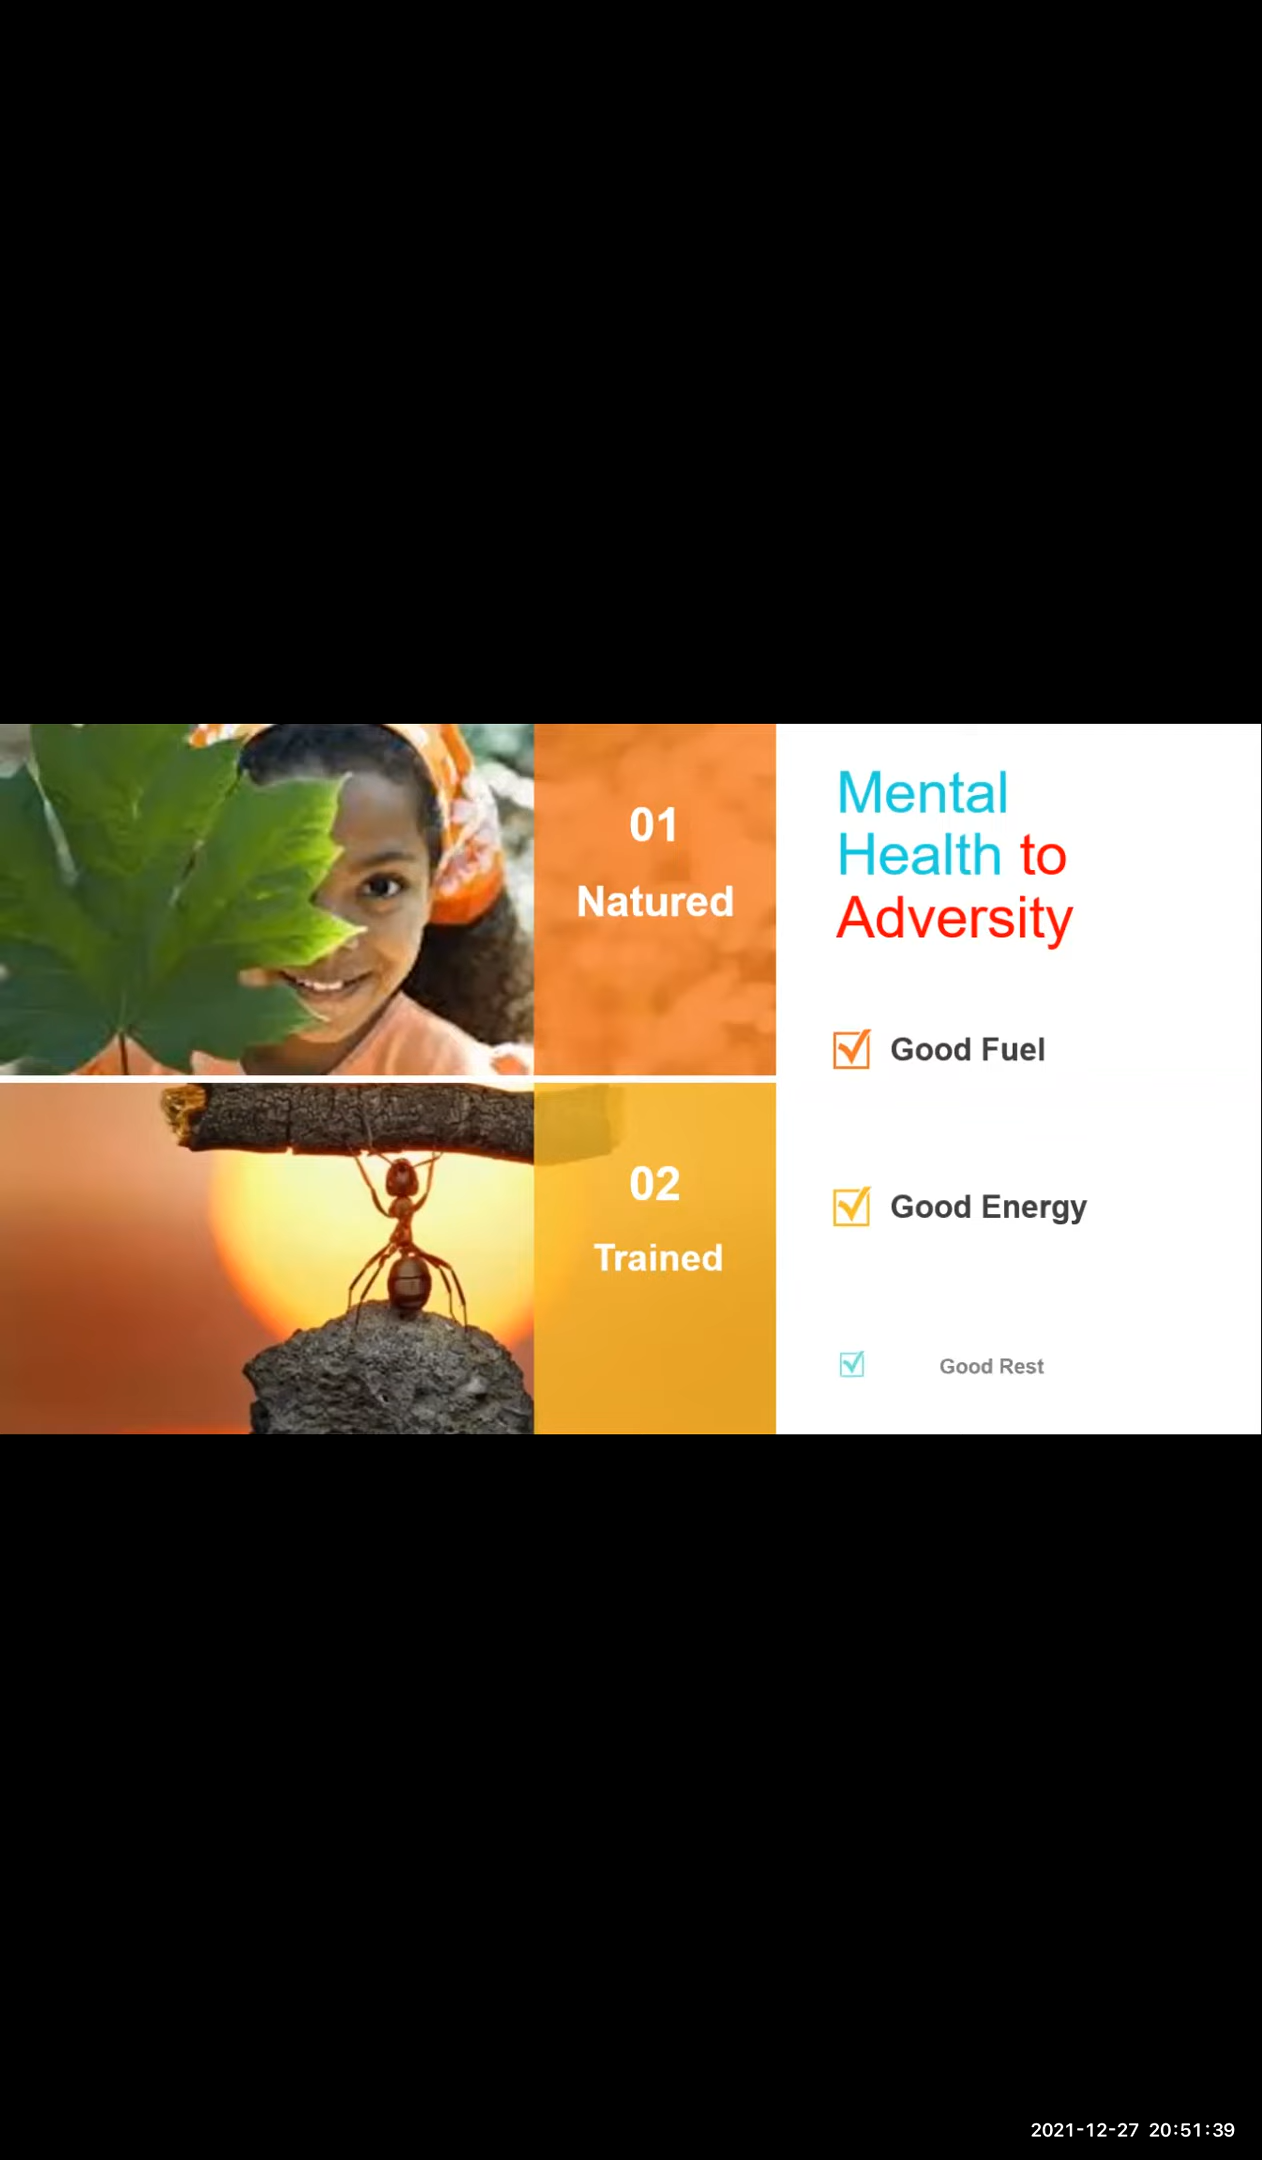 01
Natured
02
Trained
Mental
Health to
Adversity
Good Fuel
Good Energy
Good Rest
2021-12-27 20:51:39